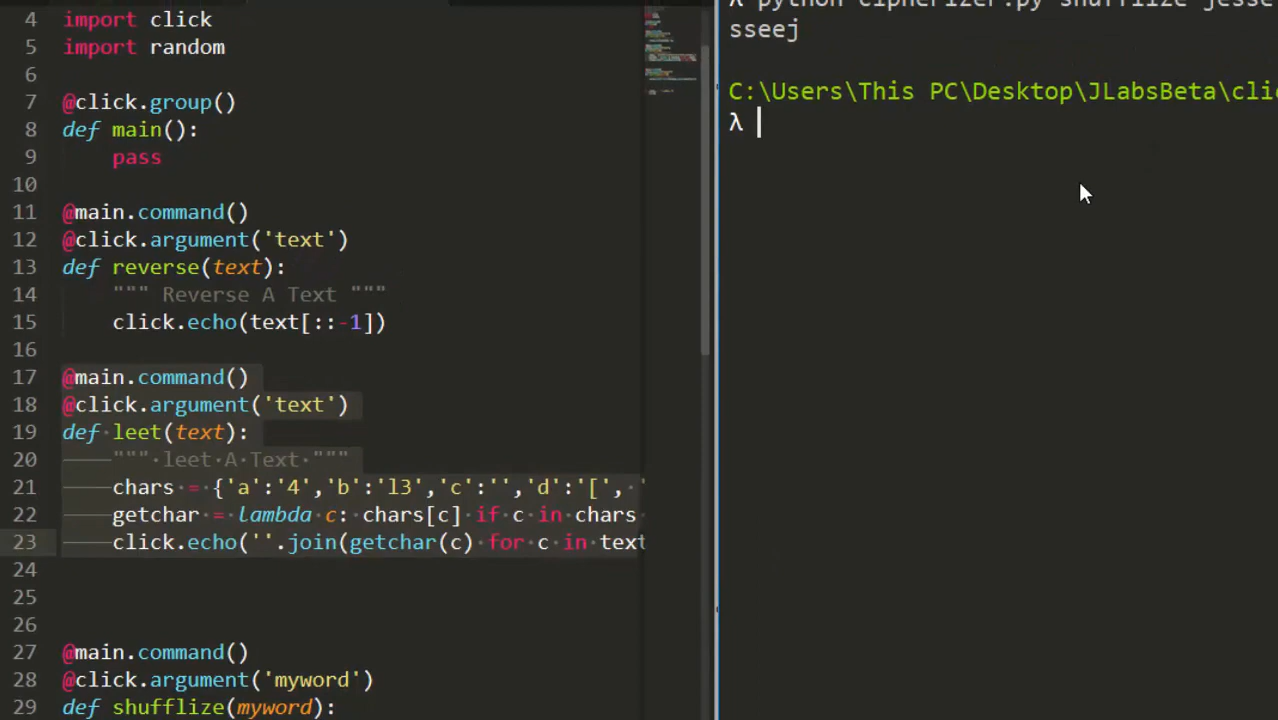 4 import click
5 import random
6
7 @click.group()
8 def main():
9 pass
10
11 @main.command()
12 @click.argument('text')
13 def reverse(text):
14 """ Reverse A Text """
15 click.echo(text[::-1])
16
17 @main.command()
18 @click.argument('text')
19 def leet(text):
20 """ leet A Text """
21 chars = {'a':'4','b':'l3','c':'','d':'[', '
22 getchar = lambda c: chars[c] if c in chars
23 click.echo(''.join(getchar(c) for c in text
24
25
26
27 @main.command()
28 @click.argument('myword')
29 def shufflize(myword):
λ python cipherizer.py shufflize jesse
sseej
C:\Users\This PC\Desktop\JLabsBeta\clic
λ